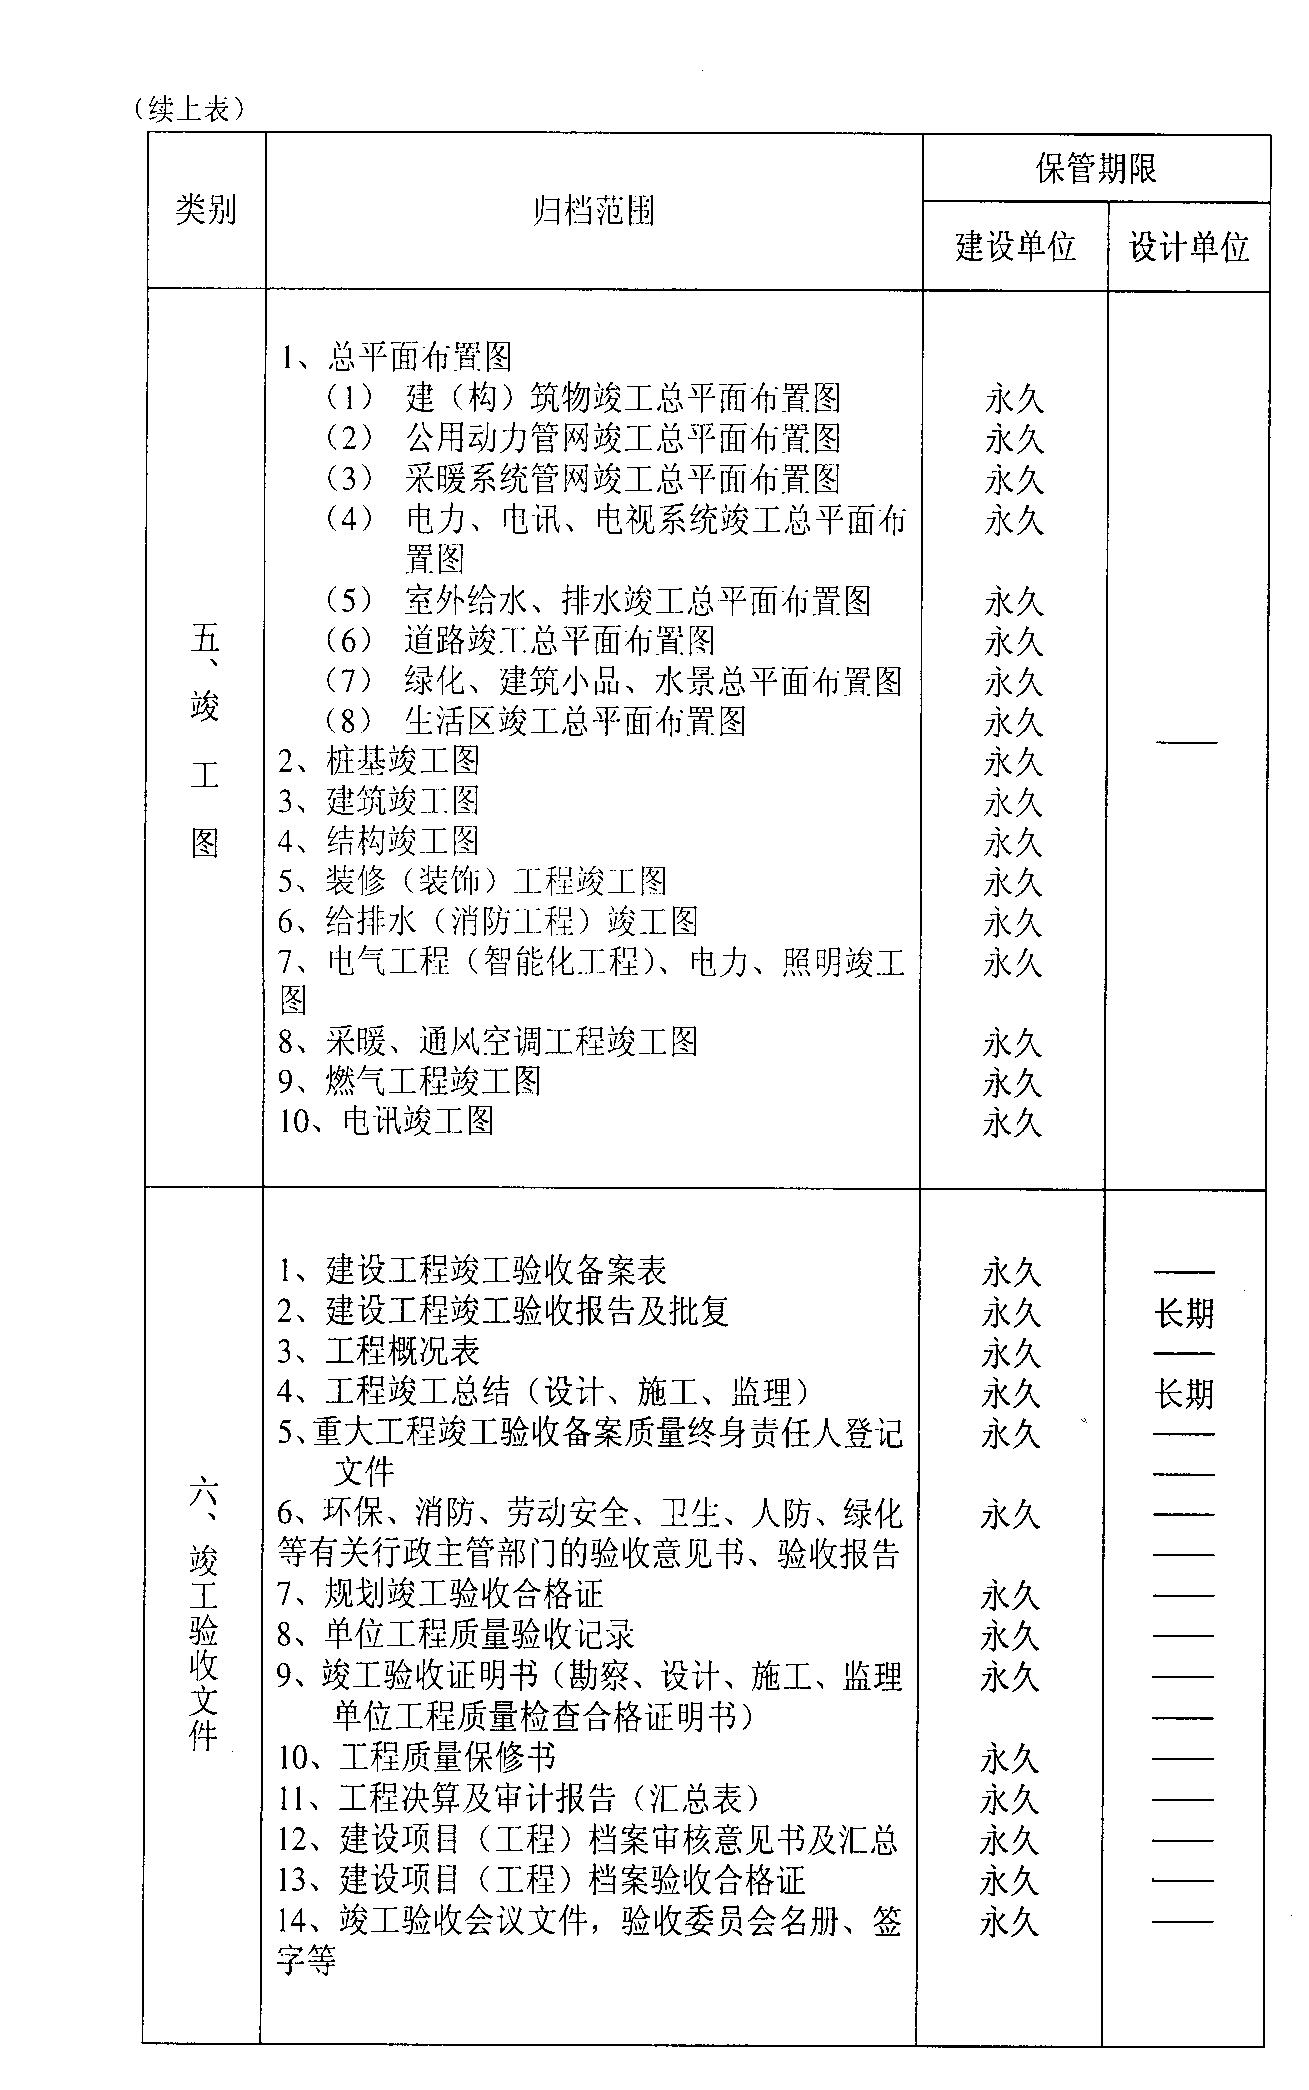 （续上表）
类别
归档范围
保管期限
建设单位 设计单位
五、竣工图
1、总平面布置图
（1） 建（构）筑物竣工总平面布置图 永久
（2） 公用动力管网竣工总平面布置图 永久
（3） 采暖系统管网竣工总平面布置图 永久
（4） 电力、电讯、电视系统竣工总平面布 永久
置图
（5） 室外给水、排水竣工总平面布置图 永久
（6） 道路竣工总平面布置图 永久
（7） 绿化、建筑小品、水景总平面布置图 永久
（8） 生活区竣工总平面布置图 永久 ——
2、桩基竣工图 永久
3、建筑竣工图 永久
4、结构竣工图 永久
5、装修（装饰）工程竣工图 永久
6、给排水（消防工程）竣工图 永久
7、电气工程（智能化工程）、电力、照明竣工 永久
图
8、采暖、通风空调工程竣工图 永久
9、燃气工程竣工图 永久
10、电讯竣工图 永久
六、竣工验收文件
1、建设工程竣工验收备案表 永久 ——
2、建设工程竣工验收报告及批复 永久 长期
3、工程概况表 永久 ——
4、工程竣工总结（设计、施工、监理） 永久 长期
5、重大工程竣工验收备案质量终身责任人登记 永久 ——
文件 ——
6、环保、消防、劳动安全、卫生、人防、绿化 永久 ——
等有关行政主管部门的验收意见书、验收报告 ——
7、规划竣工验收合格证 永久 ——
8、单位工程质量验收记录 永久 ——
9、竣工验收证明书（勘察、设计、施工、监理 永久 ——
单位工程质量检查合格证明书） ——
10、工程质量保修书 永久 ——
11、工程决算及审计报告（汇总表） 永久 ——
12、建设项目（工程）档案审核意见书及汇总 永久 ——
13、建设项目（工程）档案验收合格证 永久 ——
14、竣工验收会议文件，验收委员会名册、签 永久 ——
字等